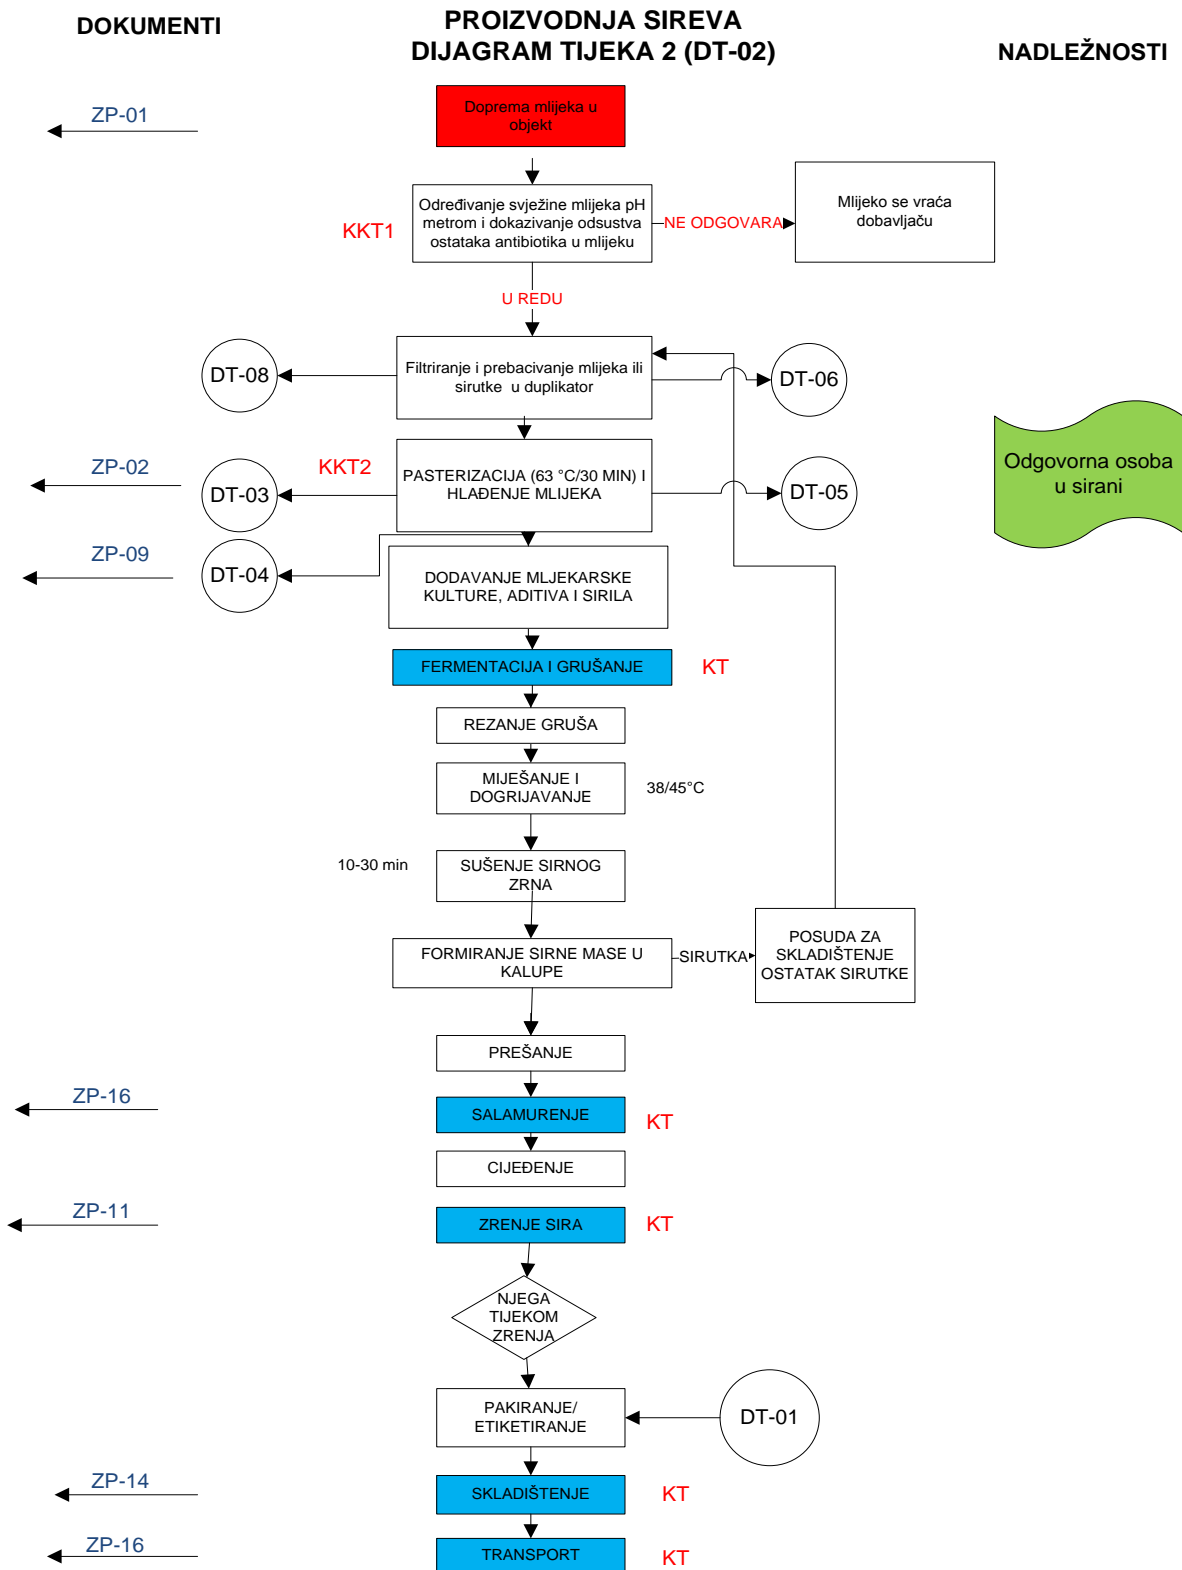 DOKUMENTI
PROIZVODNJA SIREVA
DIJAGRAM TIJEKA 2 (DT-02)
NADLEŽNOSTI
ZP-01
Doprema mlijeka u
objekt
KKT1
Određivanje svježine mlijeka pH
metrom i dokazivanje odsustva
ostataka antibiotika u mlijeku
NE ODGOVARA
Mlijeko se vraća
dobavljaču
U REDU
DT-08
Filtriranje i prebacivanje mlijeka ili
sirutke u duplikator
DT-06
Odgovorna osoba
u sirani
ZP-02
KKT2
DT-03
PASTERIZACIJA (63 °C/30 MIN) I
HLAĐENJE MLIJEKA
DT-05
ZP-09
DT-04
DODAVANJE MLJEKARSKE
KULTURE, ADITIVA I SIRILA
FERMENTACIJA I GRUŠANJE
KT
REZANJE GRUŠA
MIJEŠANJE I
DOGRIJAVANJE
38/45°C
10-30 min
SUŠENJE SIRNOG
ZRNA
FORMIRANJE SIRNE MASE U
KALUPE
SIRUTKA
POSUDA ZA
SKLADIŠTENJE
OSTATAK SIRUTKE
PREŠANJE
ZP-16
SALAMURENJE
KT
CIJEĐENJE
ZP-11
ZRENJE SIRA
KT
NJEGA
TIJEKOM
ZRENJA
PAKIRANJE/
ETIKETIRANJE
DT-01
ZP-14
SKLADIŠTENJE
KT
ZP-16
TRANSPORT
KT